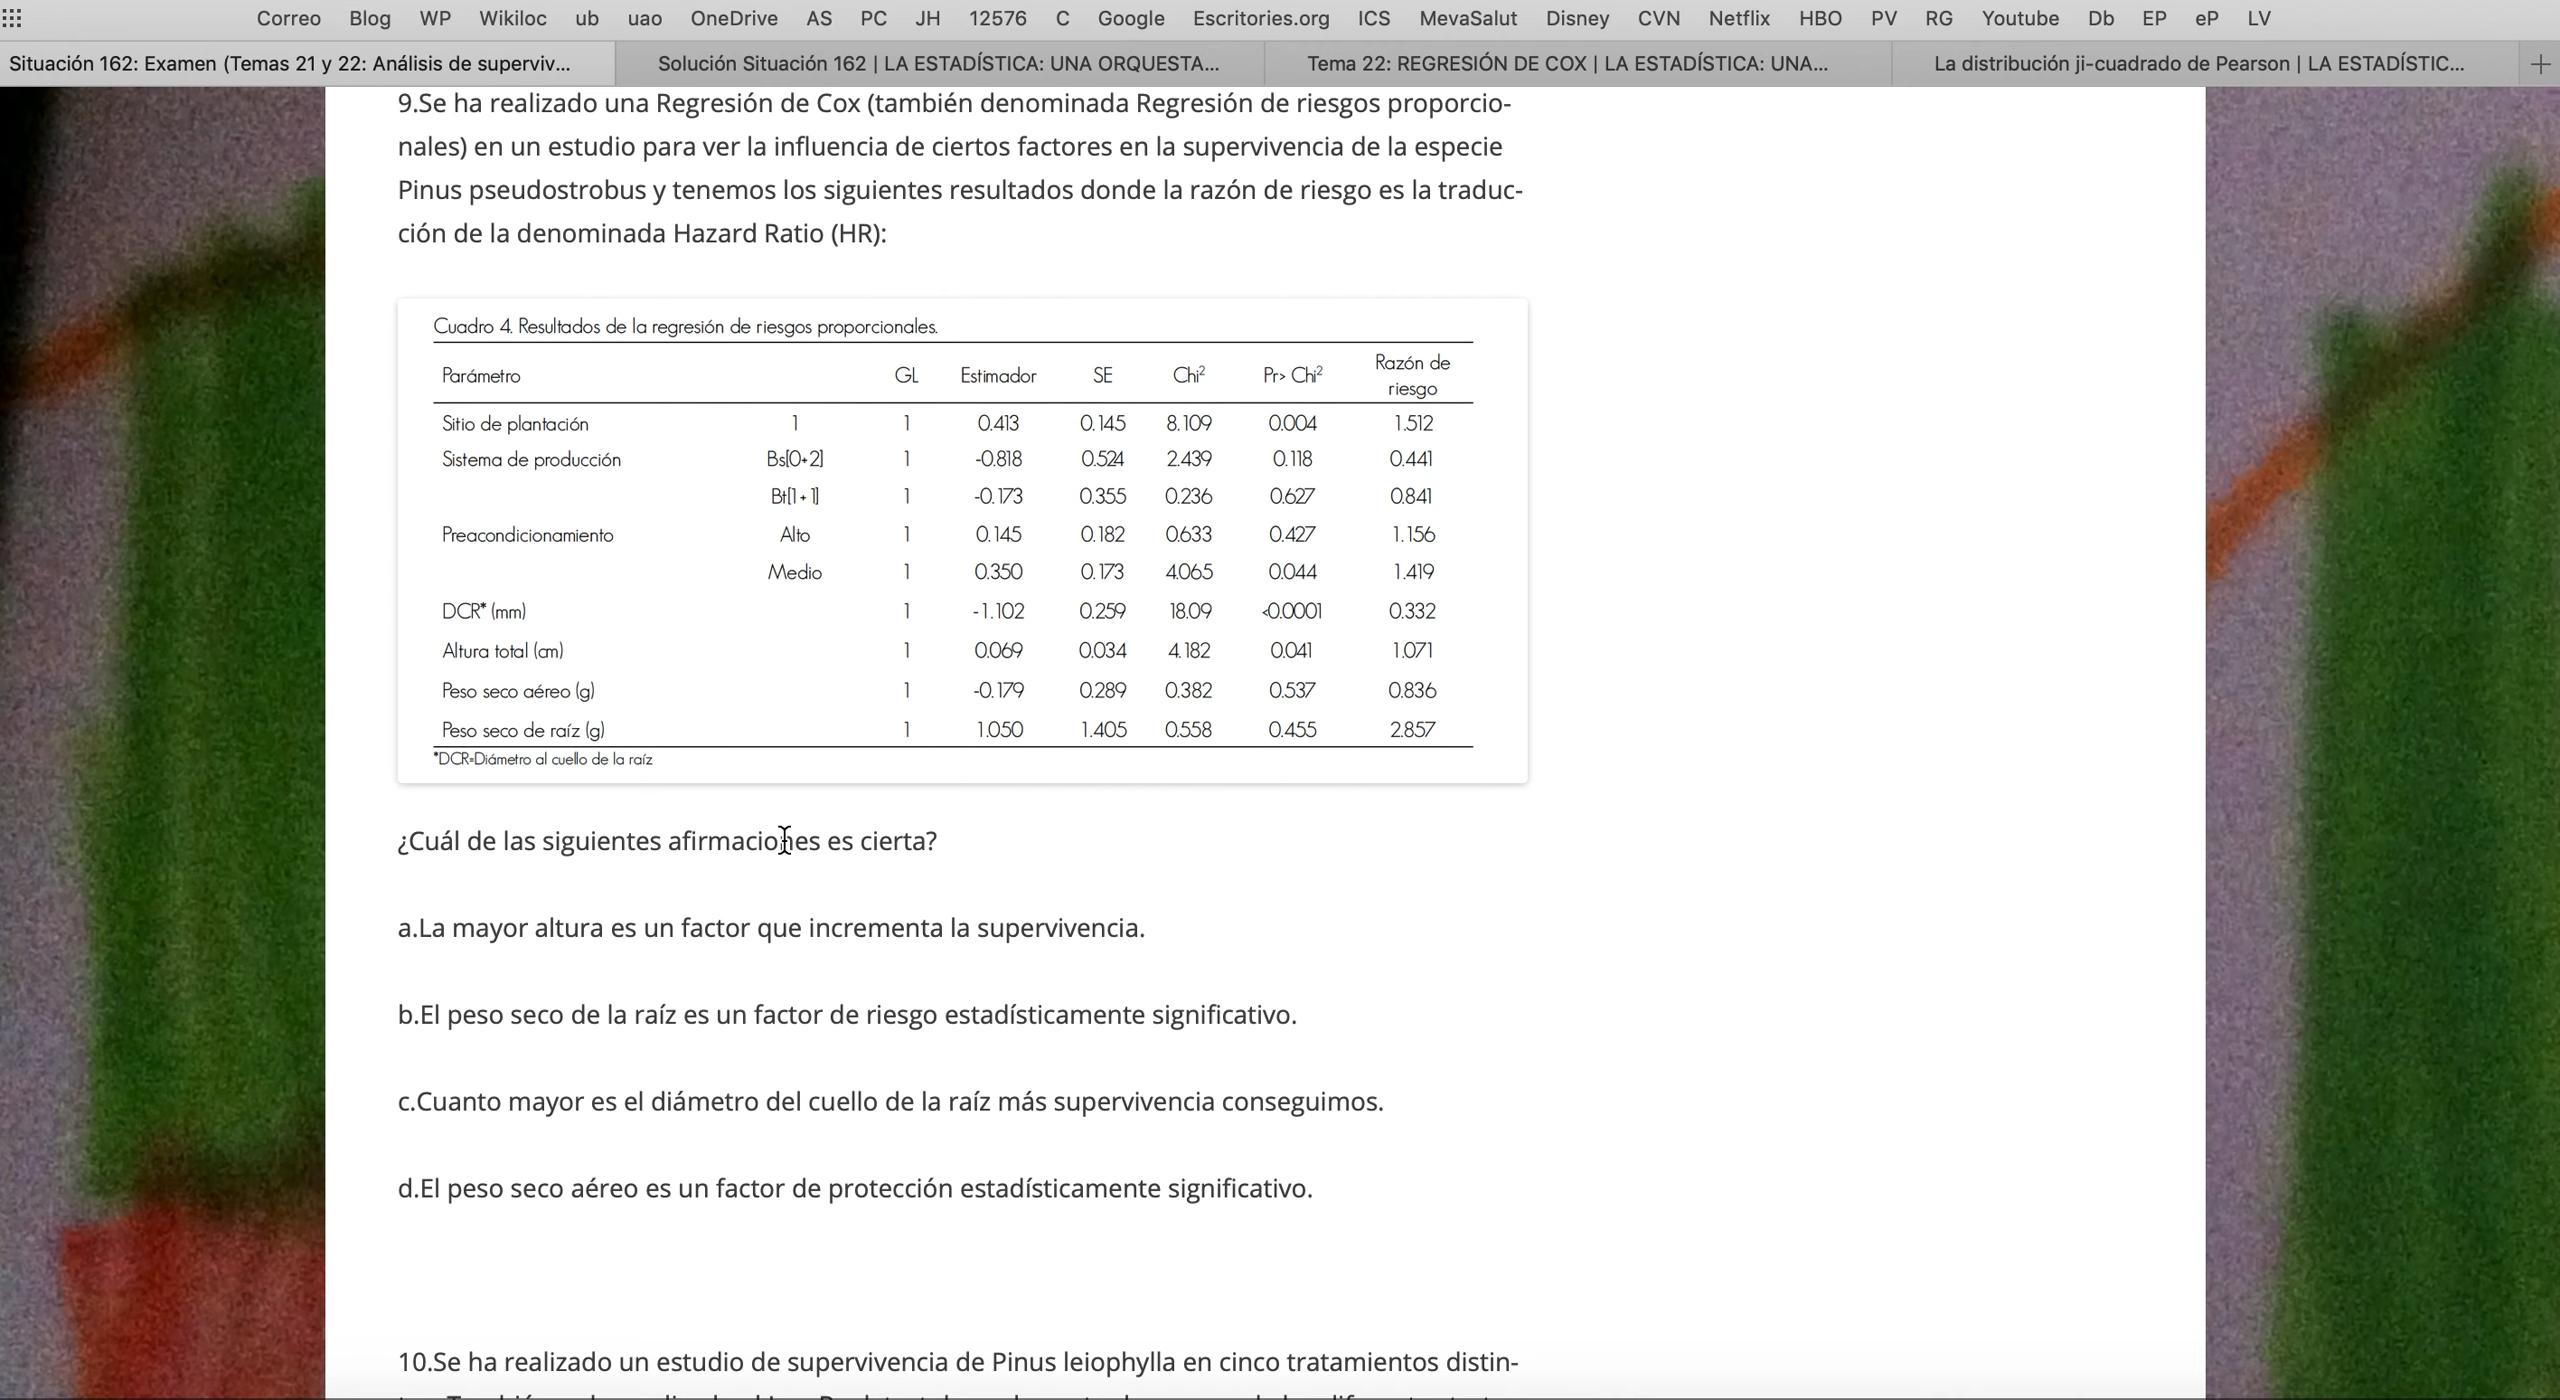 Correo Blog WP Wikiloc ub uao OneDrive AS PC JH 12576 C Google Escritories.org ICS MevaSalut Disney CVN Netflix HBO PV RG Youtube Db EP eP LV
Situación 162: Examen (Temas 21 y 22: Análisis de superviv... Solución Situación 162 | LA ESTADÍSTICA: UNA ORQUESTA... Tema 22: REGRESIÓN DE COX | LA ESTADÍSTICA: UNA... La distribución ji-cuadrado de Pearson | LA ESTADÍSTIC...
9.Se ha realizado una Regresión de Cox (también denominada Regresión de riesgos proporcio-
nales) en un estudio para ver la influencia de ciertos factores en la supervivencia de la especie
Pinus pseudostrobus y tenemos los siguientes resultados donde la razón de riesgo es la traduc-
ción de la denominada Hazard Ratio (HR):
Cuadro 4. Resultados de la regresión de riesgos proporcionales.
Parámetro GL Estimador SE Chi² Pr> Chi² Razón de
riesgo
Sitio de plantación 1 1 0.413 0.145 8.109 0.004 1.512
Sistema de producción Bs[0+2] 1 -0.818 0.524 2.439 0.118 0.441
Bt[1+1] 1 -0.173 0.355 0.236 0.627 0.841
Preacondicionamiento Alto 1 0.145 0.182 0.633 0.427 1.156
Medio 1 0.350 0.173 4.065 0.044 1.419
DCR* (mm) 1 -1.102 0.259 18.09 <0.0001 0.332
Altura total (cm) 1 0.069 0.034 4.182 0.041 1.071
Peso seco aéreo (g) 1 -0.179 0.289 0.382 0.537 0.836
Peso seco de raíz (g) 1 1.050 1.405 0.558 0.455 2.857
*DCR=Diámetro al cuello de la raíz
¿Cuál de las siguientes afirmaciones es cierta?
a.La mayor altura es un factor que incrementa la supervivencia.
b.El peso seco de la raíz es un factor de riesgo estadísticamente significativo.
c.Cuanto mayor es el diámetro del cuello de la raíz más supervivencia conseguimos.
d.El peso seco aéreo es un factor de protección estadísticamente significativo.
10.Se ha realizado un estudio de supervivencia de Pinus leiophylla en cinco tratamientos distin-